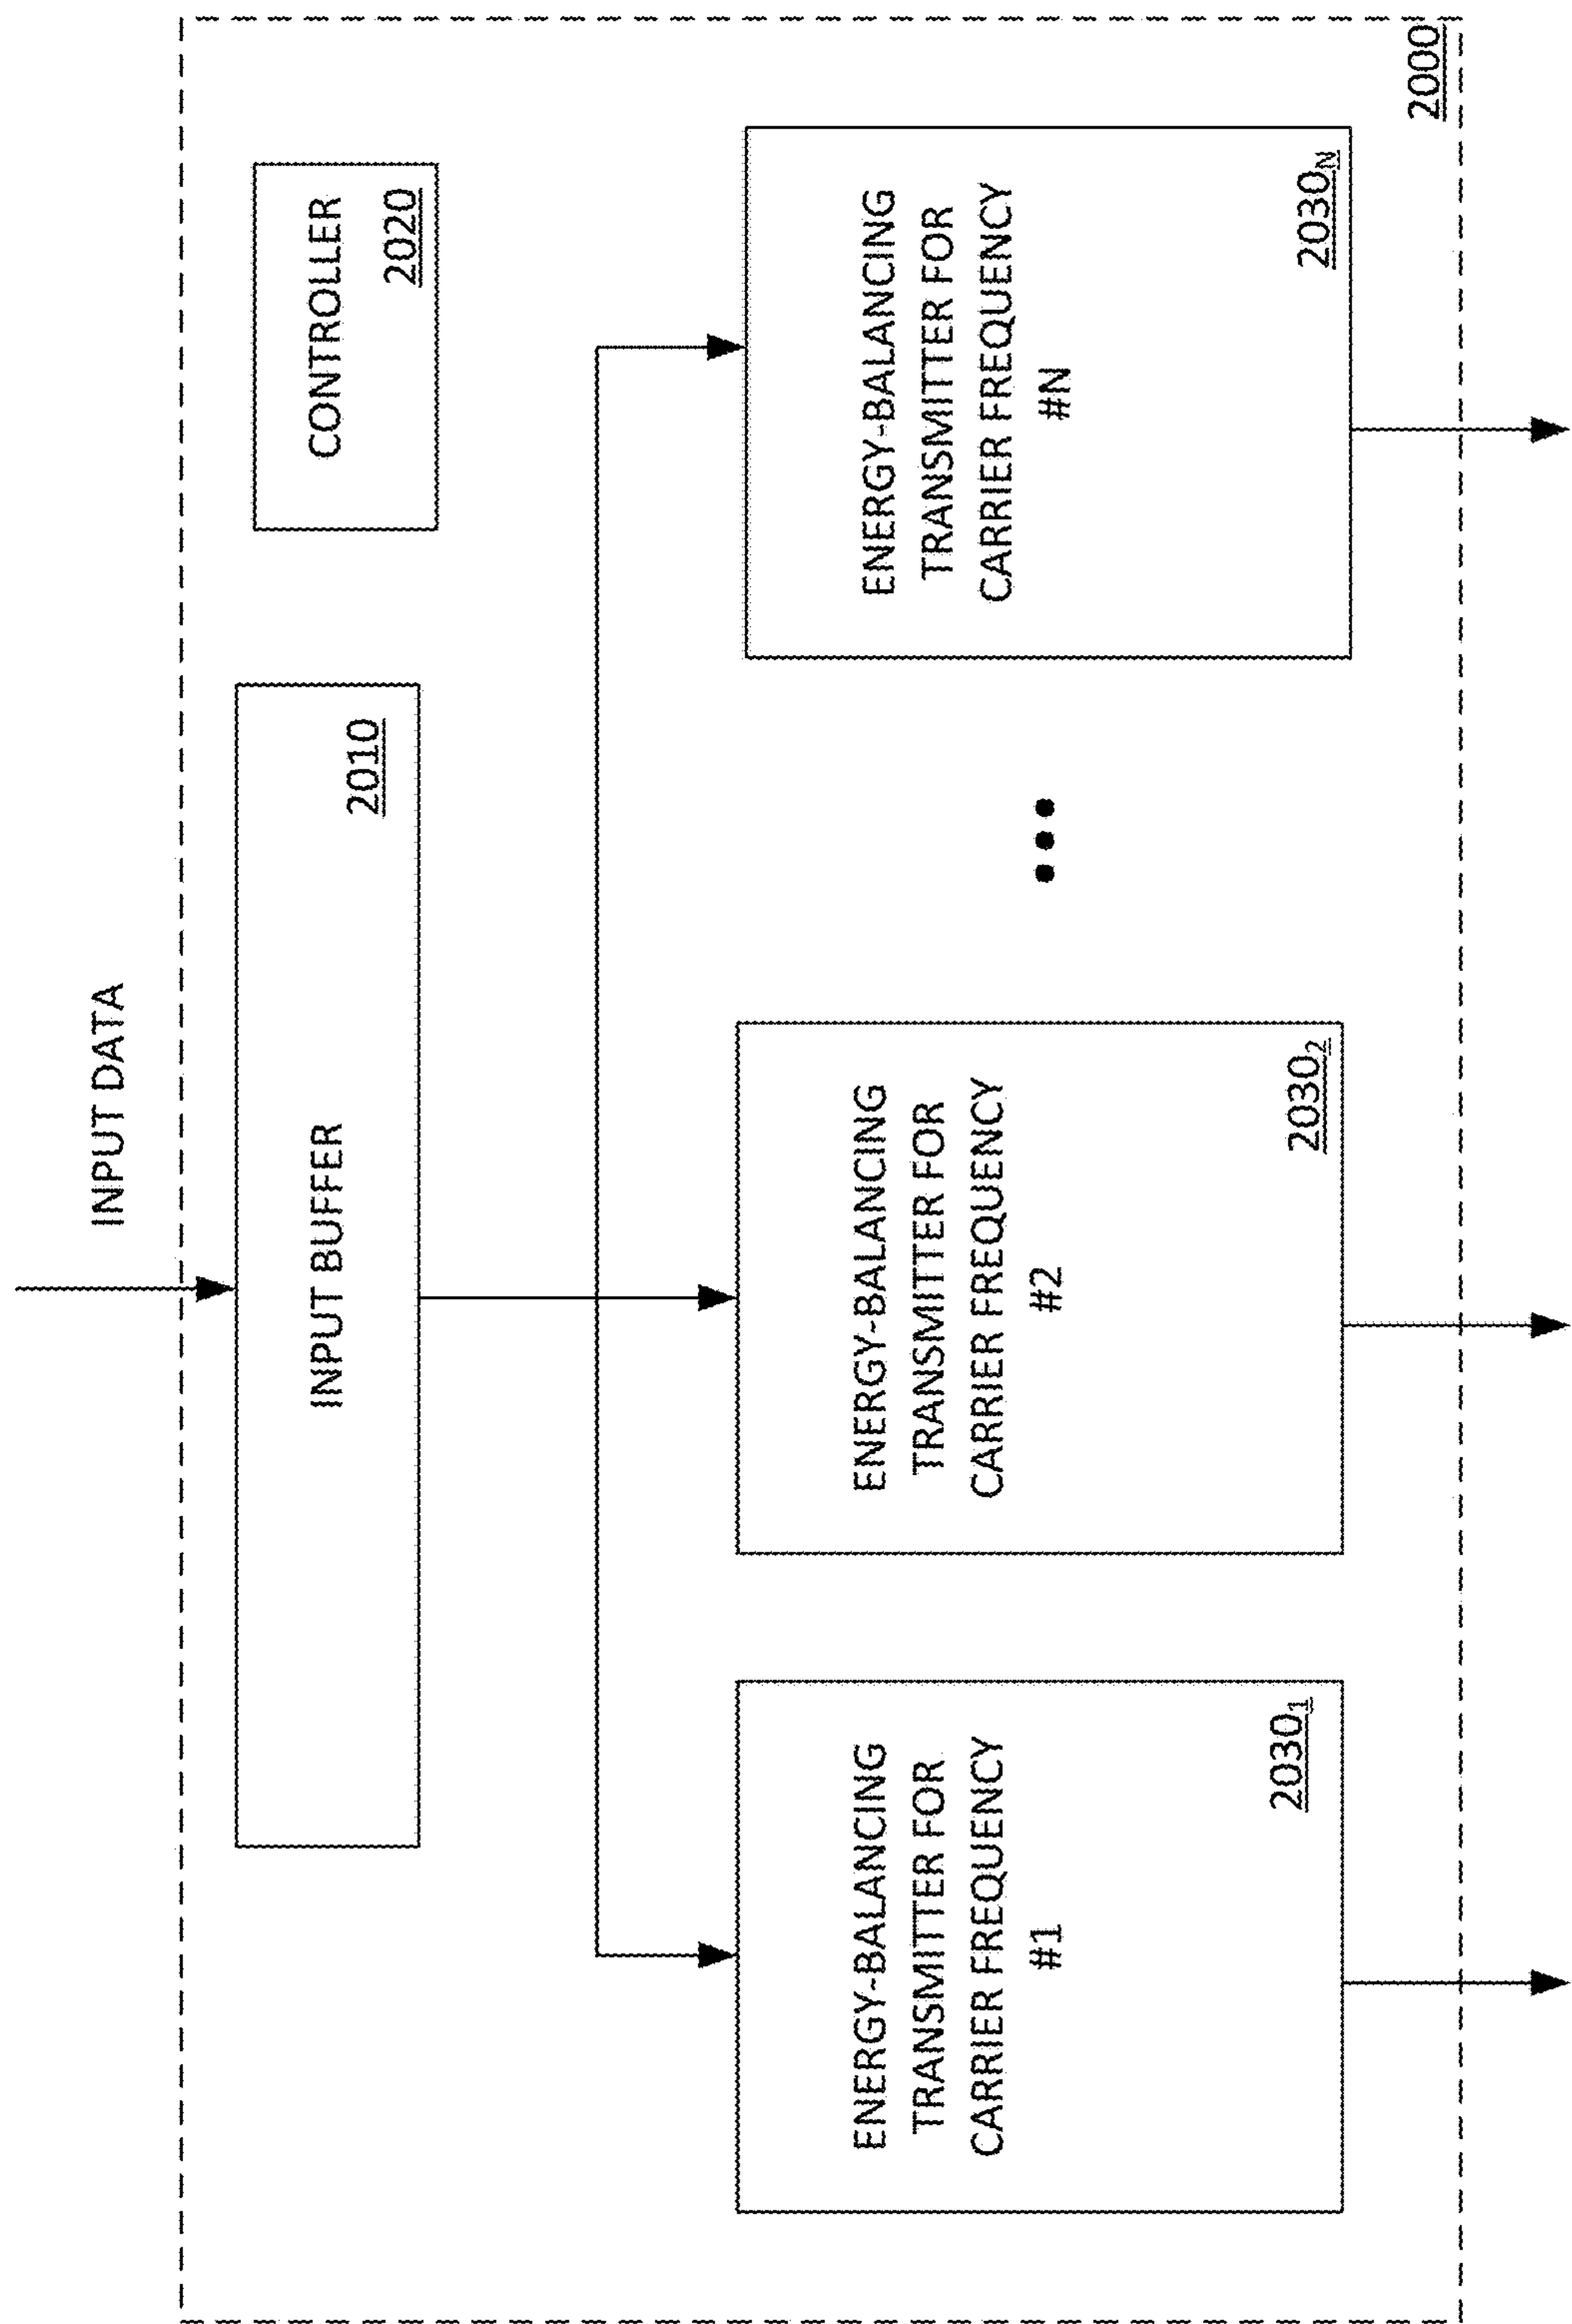 INPUT DATA
INPUT BUFFER
2010
CONTROLLER
2020
ENERGY-BALANCING
TRANSMITTER FOR
CARRIER FREQUENCY
#1
2030₁
ENERGY-BALANCING
TRANSMITTER FOR
CARRIER FREQUENCY
#2
2030₂
ENERGY-BALANCING
TRANSMITTER FOR
CARRIER FREQUENCY
#N
2030N
2000